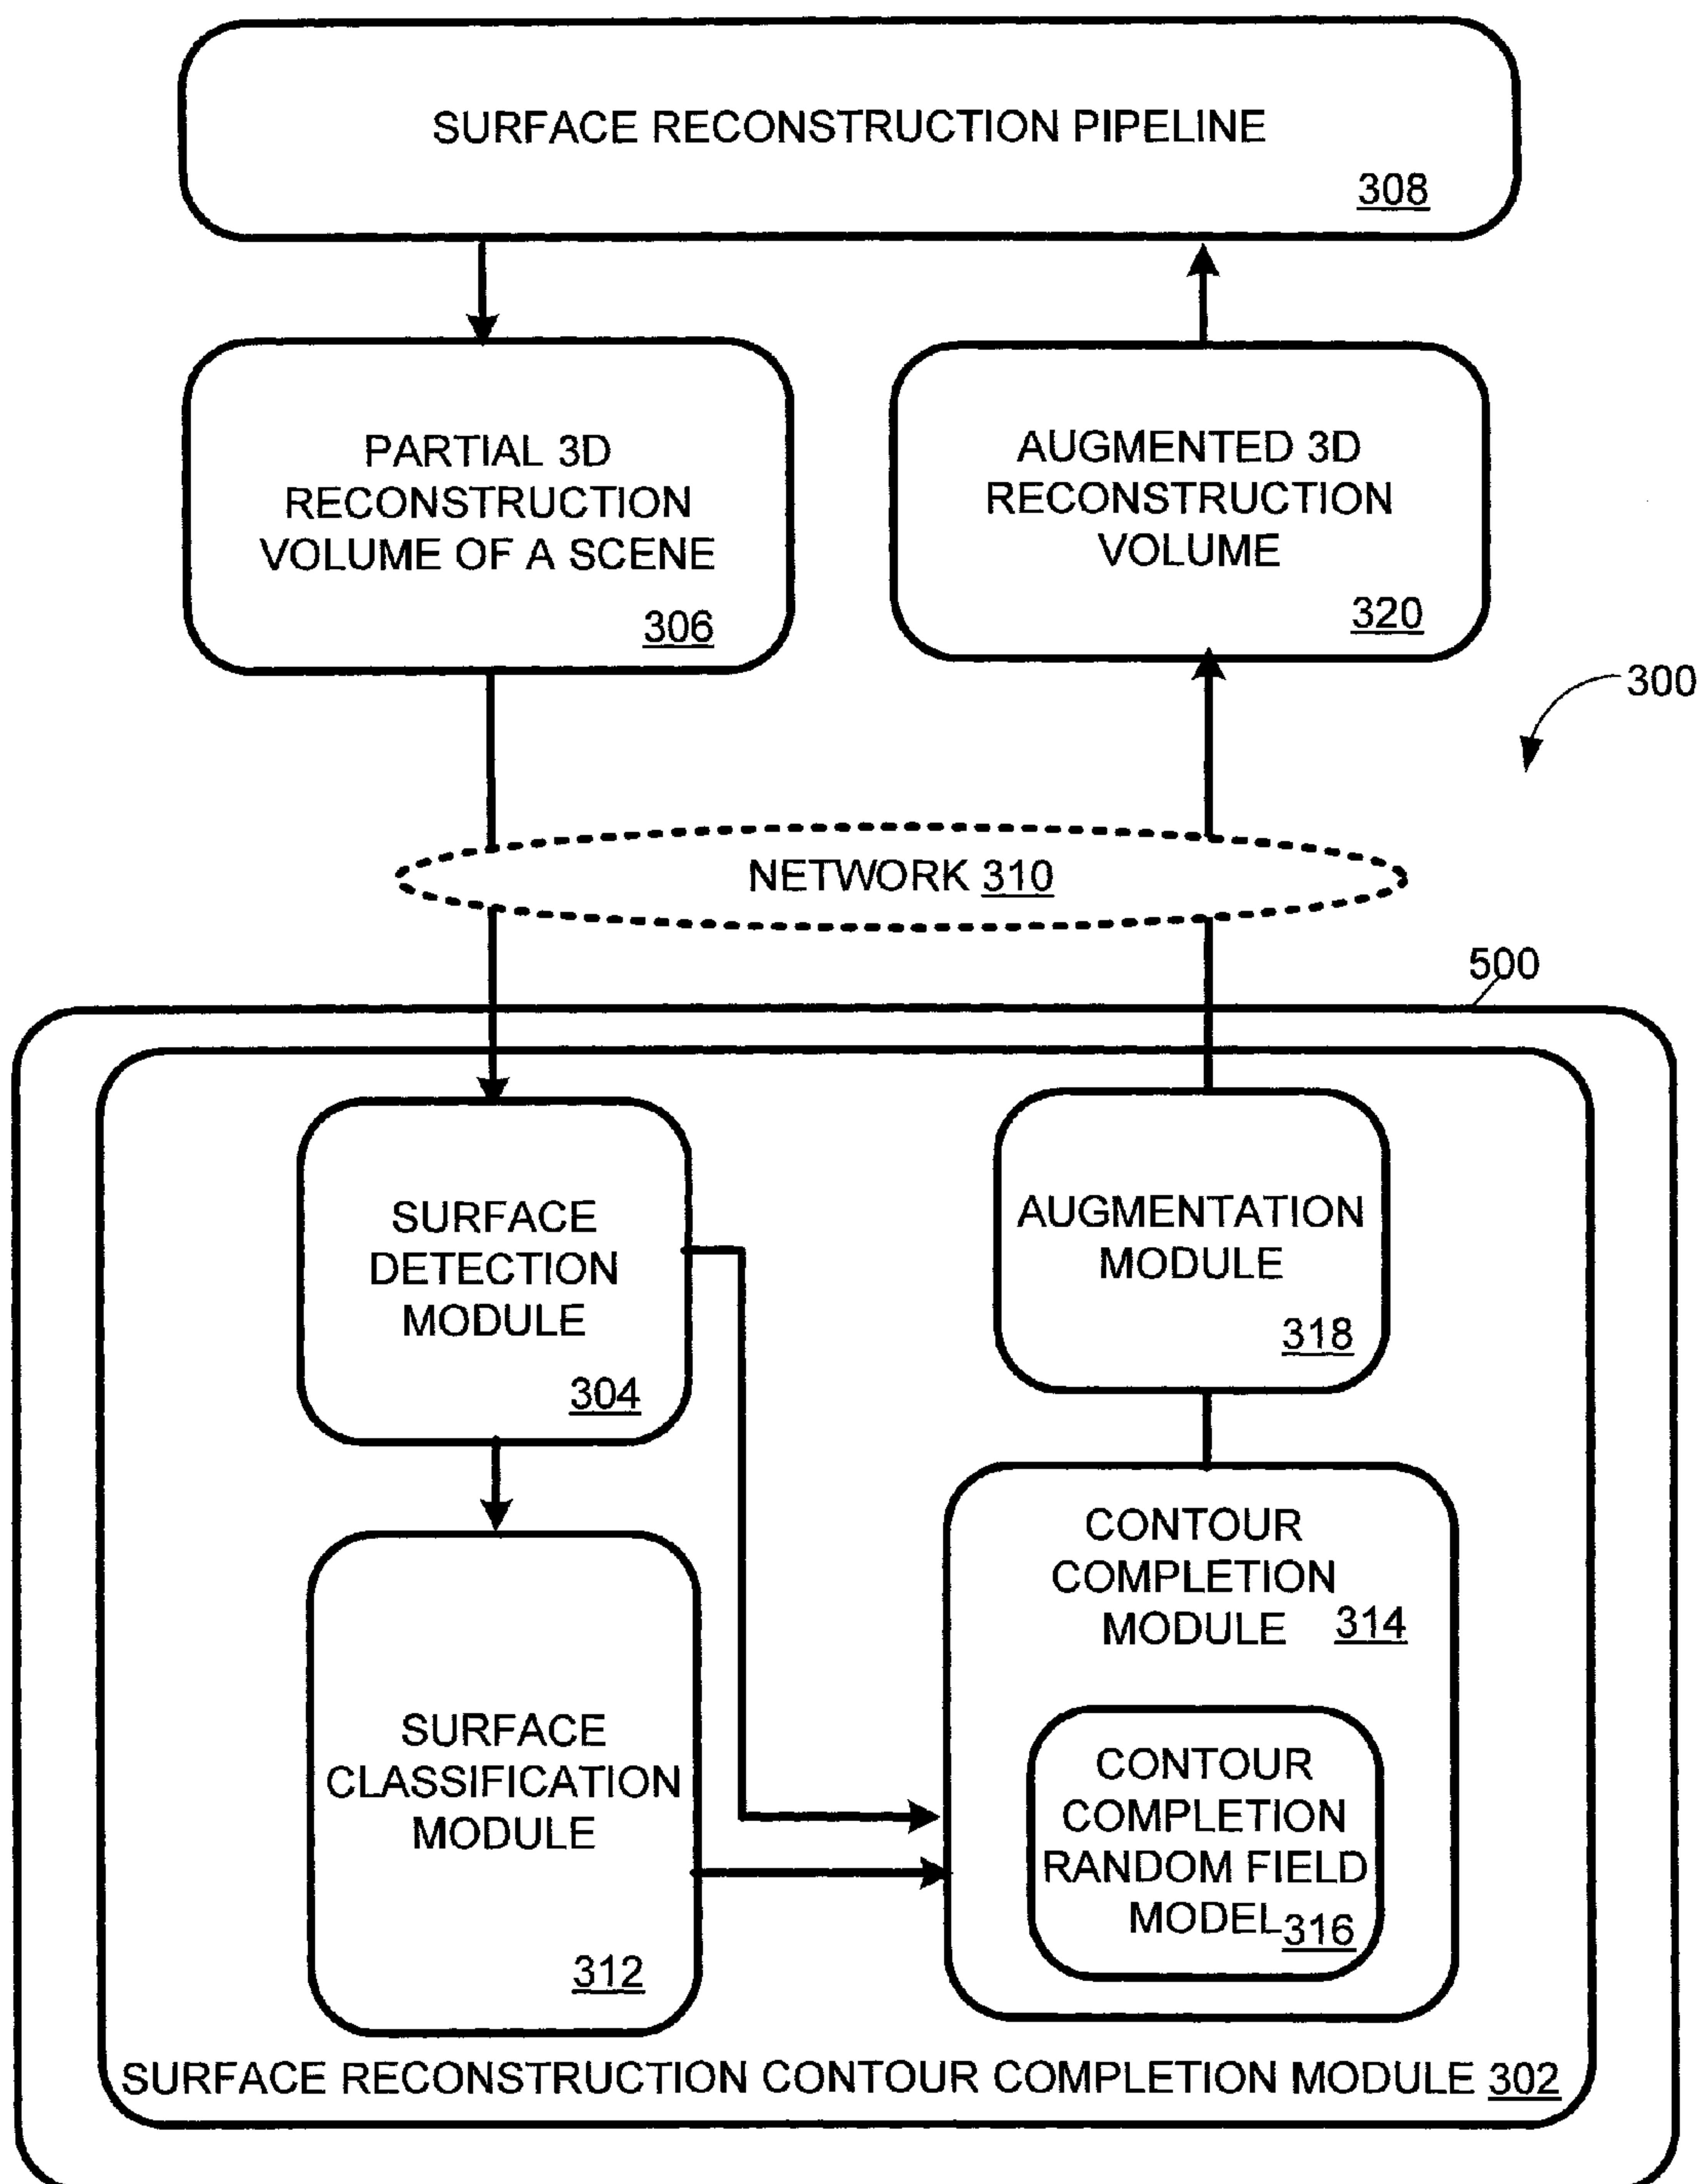 SURFACE RECONSTRUCTION PIPELINE
308
PARTIAL 3D
RECONSTRUCTION
VOLUME OF A SCENE
306
AUGMENTED 3D
RECONSTRUCTION
VOLUME
320
300
NETWORK 310
500
SURFACE
DETECTION
MODULE
304
AUGMENTATION
MODULE
318
SURFACE
CLASSIFICATION
MODULE
312
CONTOUR
COMPLETION
MODULE 314
CONTOUR
COMPLETION
RANDOM FIELD
MODEL 316
SURFACE RECONSTRUCTION CONTOUR COMPLETION MODULE 302